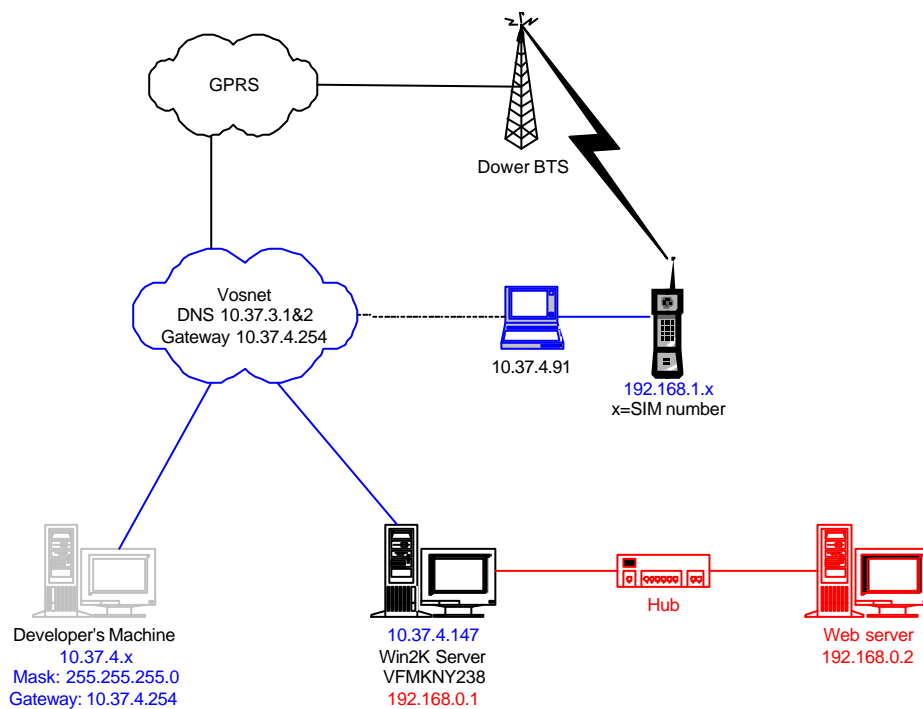 GPRS
Dower BTS
Vosnet
DNS 10.37.3.1&2
Gateway 10.37.4.254
10.37.4.91
192.168.1.x
x=SIM number
Developer's Machine
10.37.4.x
Mask: 255.255.255.0
Gateway: 10.37.4.254
10.37.4.147
Win2K Server
VFMKNY238
192.168.0.1
Hub
Web server
192.168.0.2